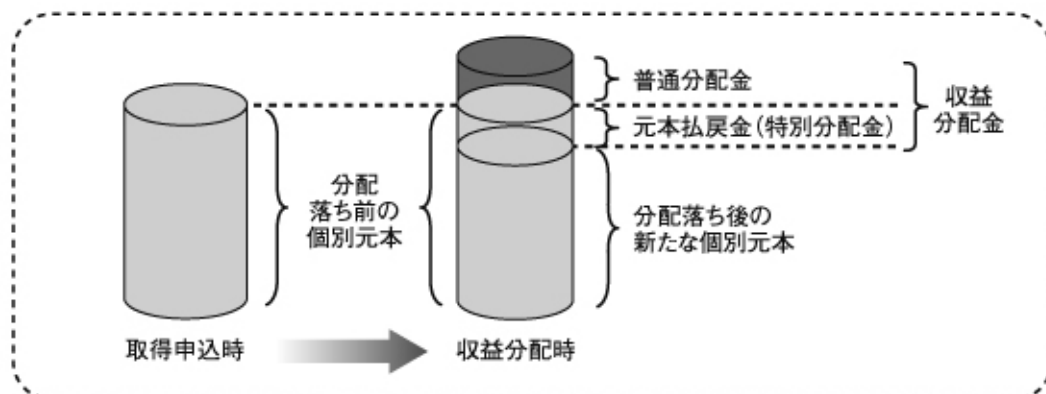 普通分配金
元本払戻金(特別分配金)
収益
分配金
分配
落ち前の
個別元本
分配落ち後の
新たな個別元本
取得申込時
収益分配時